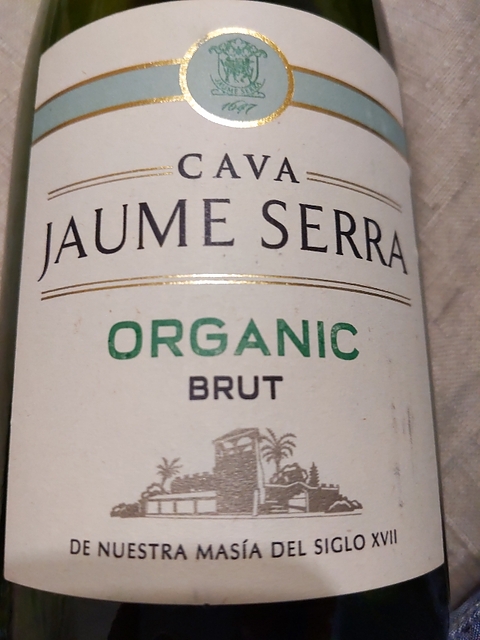 1647
CAVA
JAUME SERRA
ORGANIC
BRUT
DE NUESTRA MASÍA DEL SIGLO XVII